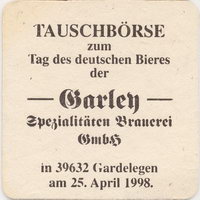 TAUSCHBÖRSE
zum
Tag des deutschen Bieres
der
— Garley —
Spezialitäten Brauerei
GmbH
in 39632 Gardelegen
am 25. April 1998.